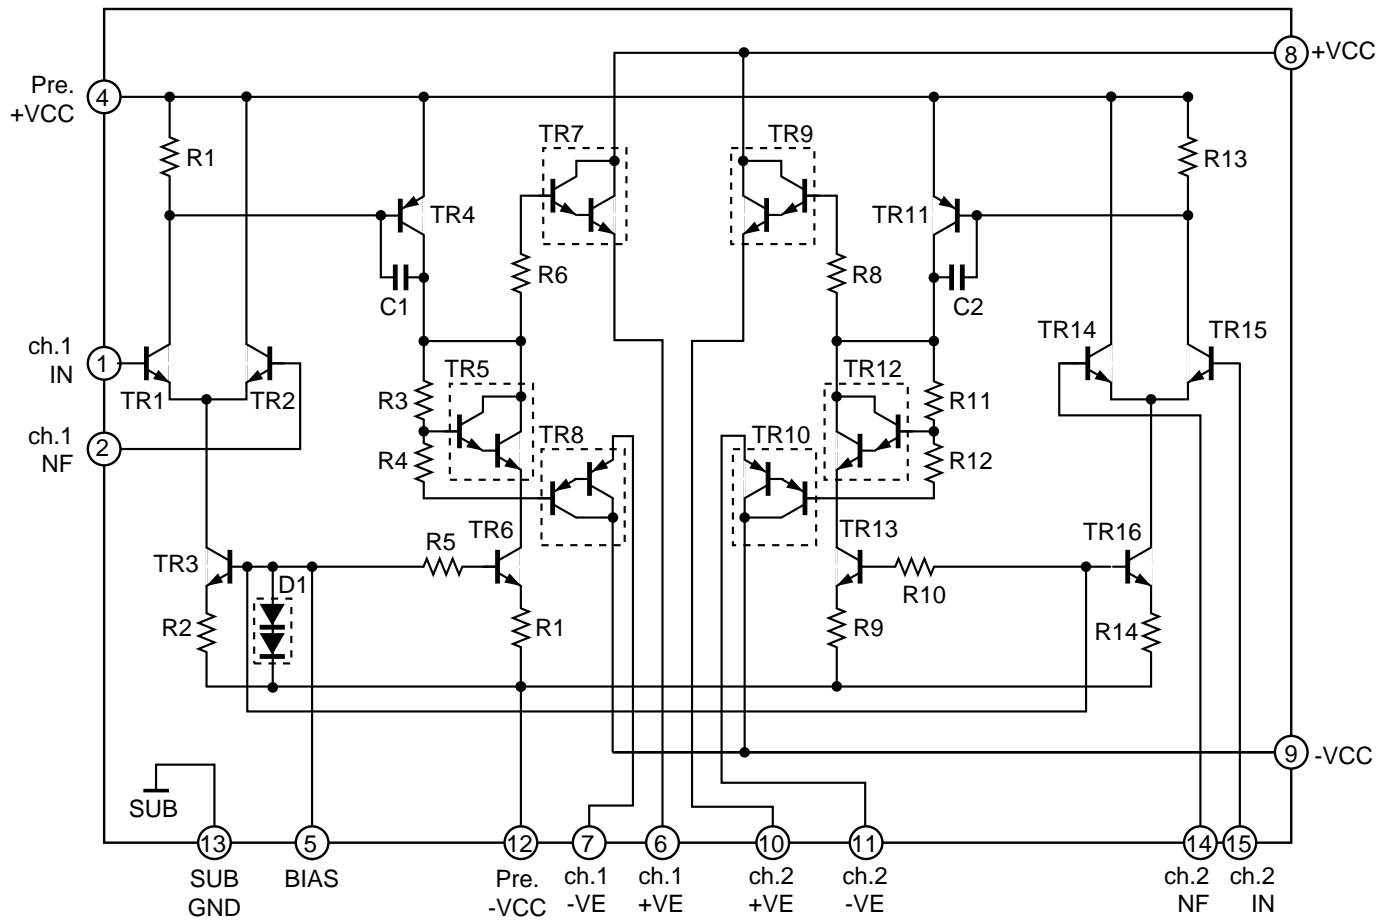 8 +VCC
Pre.
+VCC
4
TR7
TR9
R1
R13
TR4
TR11
R6
R8
C1
C2
TR14
TR15
ch.1
IN
1
TR1
TR2
TR5
TR12
R3
R11
ch.1
NF
2
TR8
TR10
R4
R12
TR6
TR13
TR16
R5
TR3
D1
R10
R2
R1
R9
R14
9 -VCC
SUB
13
5
12
7
6
10
11
14
15
SUB
GND
BIAS
Pre.
-VCC
ch.1
-VE
ch.1
+VE
ch.2
+VE
ch.2
-VE
ch.2
NF
ch.2
IN